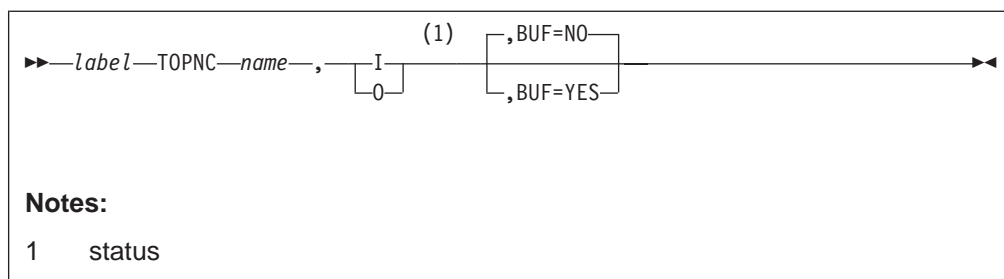 (1) ,BUF=NO
label TOPNC name , I
O ,BUF=YES
Notes:
1 status